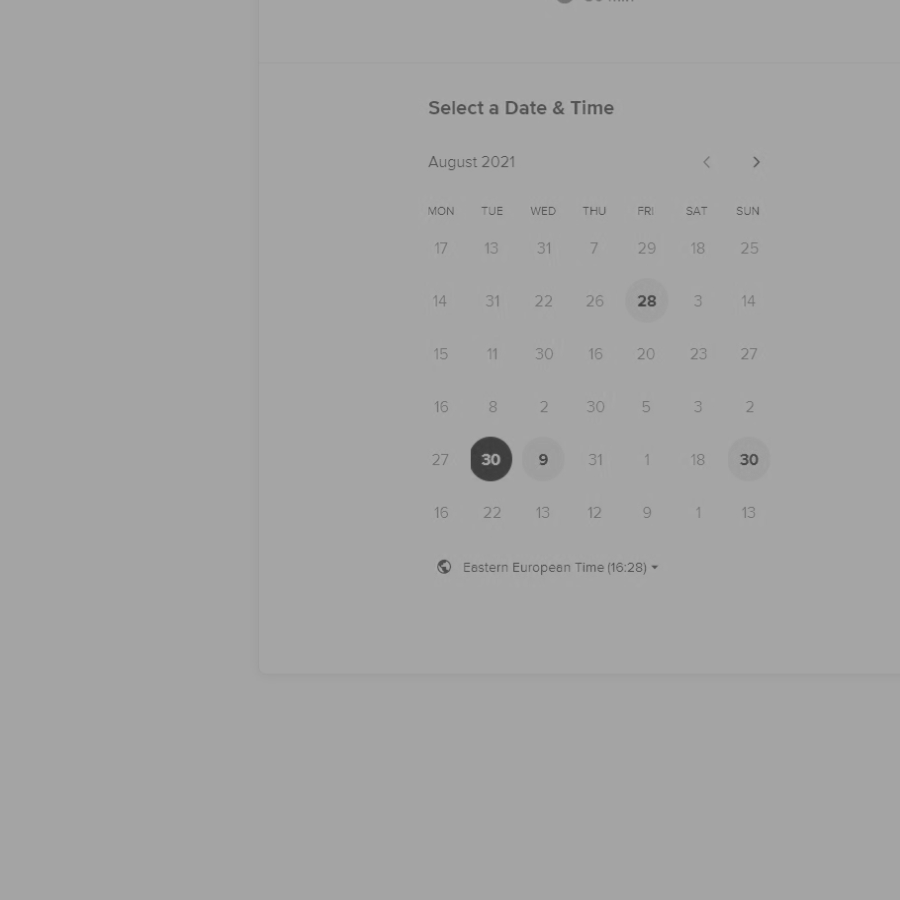 Select a Date & Time
August 2021
MON TUE WED THU FRI SAT SUN
17 13 31 7 29 18 25
14 31 22 26 28 3 14
15 11 30 16 20 23 27
16 8 2 30 5 3 2
27 30 9 31 1 18 30
16 22 13 12 9 1 13
Eastern European Time (16:28)